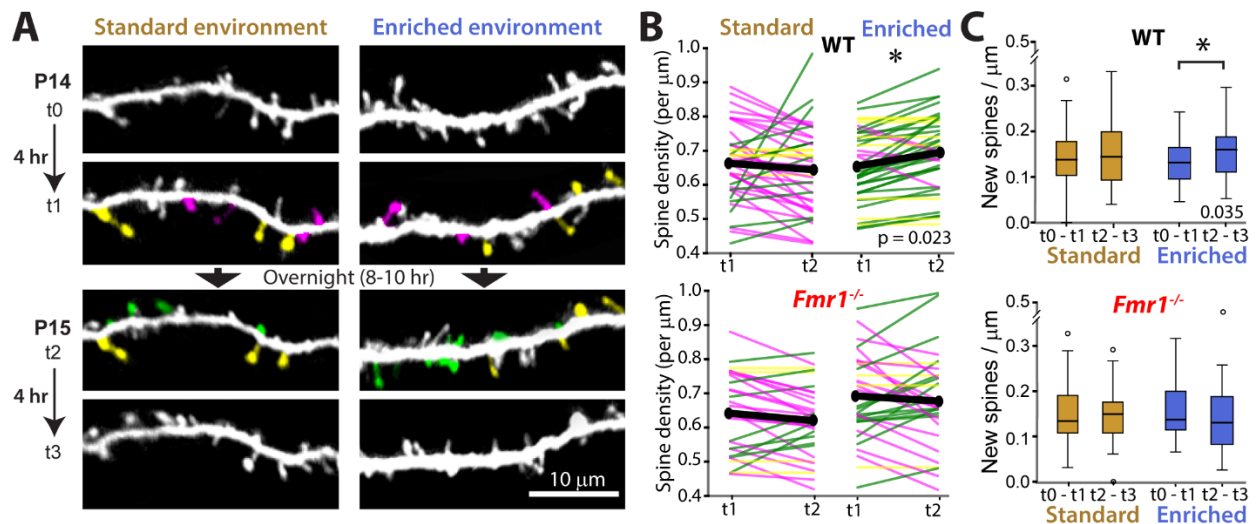 A
Standard environment
Enriched environment
P14
t0
4 hr
t1
Overnight (8-10 hr)
P15
t2
4 hr
t3
10 μm
B
Standard
WT
Enriched
*
Spine density (per μm)
1.0
0.9
0.8
0.7
0.6
0.5
0.4
p = 0.023
t1
t2
t1
t2
Fmr1-/-
Spine density (per μm)
1.0
0.9
0.8
0.7
0.6
0.5
0.4
t1
t2
t1
t2
C
WT
*
New spines / μm
0.5
0.3
0.2
0.1
0.0
0.035
t0 - t1 t2 - t3 t0 - t1 t2 - t3
Standard Enriched
Fmr1-/-
New spines / μm
0.5
0.3
0.2
0.1
0.0
t0 - t1 t2 - t3 t0 - t1 t2 - t3
Standard Enriched